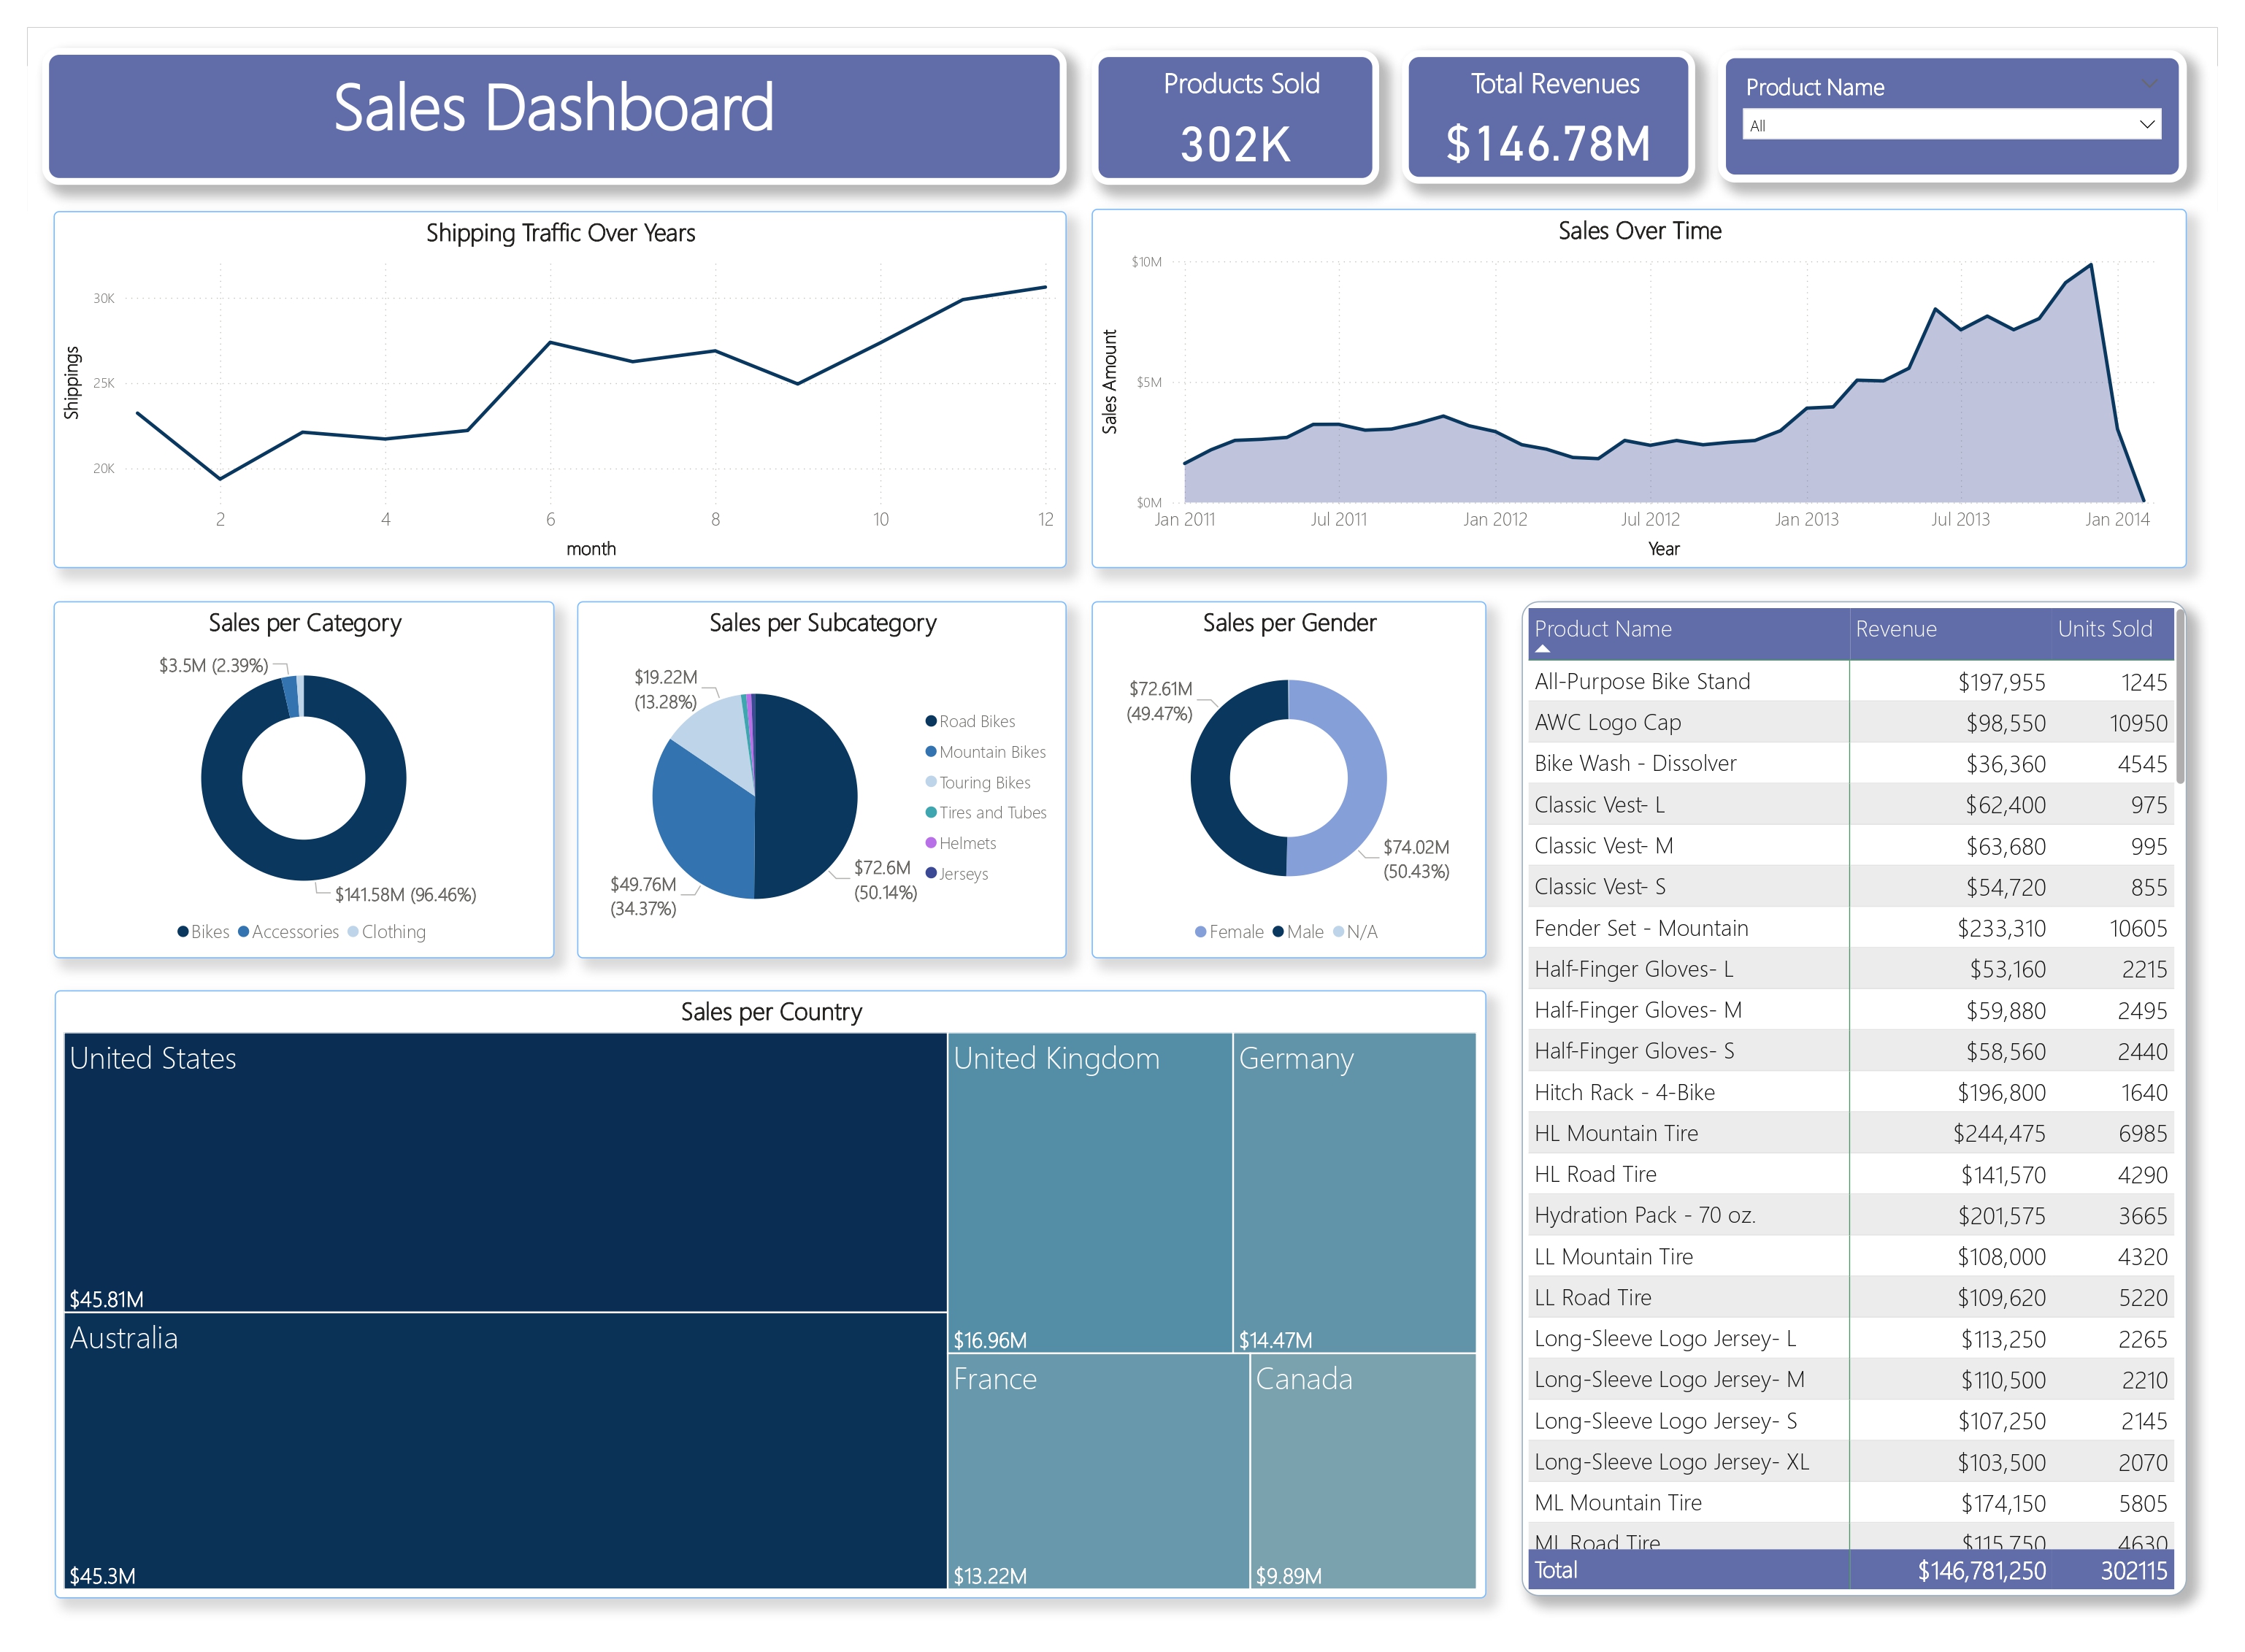 Sales Dashboard
Products Sold
302K
Total Revenues
$146.78M
Product Name
All
Shipping Traffic Over Years
Shippings
30K
25K
20K
2 4 6 8 10 12
month
Sales Over Time
Sales Amount
$10M
$5M
$0M
Jan 2011 Jul 2011 Jan 2012 Jul 2012 Jan 2013 Jul 2013 Jan 2014
Year
Sales per Category
$3.5M (2.39%)
$141.58M (96.46%)
Bikes Accessories Clothing
Sales per Subcategory
$19.22M
(13.28%)
$49.76M
(34.37%)
$72.6M
(50.14%)
Road Bikes
Mountain Bikes
Touring Bikes
Tires and Tubes
Helmets
Jerseys
Sales per Gender
$72.61M
(49.47%)
$74.02M
(50.43%)
Female Male N/A
Sales per Country
United States
$45.81M
Australia
$45.3M
United Kingdom
$16.96M
Germany
$14.47M
France
$13.22M
Canada
$9.89M
Product Name Revenue Units Sold
All-Purpose Bike Stand $197,955 1245
AWC Logo Cap $98,550 10950
Bike Wash - Dissolver $36,360 4545
Classic Vest- L $62,400 975
Classic Vest- M $63,680 995
Classic Vest- S $54,720 855
Fender Set - Mountain $233,310 10605
Half-Finger Gloves- L $53,160 2215
Half-Finger Gloves- M $59,880 2495
Half-Finger Gloves- S $58,560 2440
Hitch Rack - 4-Bike $196,800 1640
HL Mountain Tire $244,475 6985
HL Road Tire $141,570 4290
Hydration Pack - 70 oz. $201,575 3665
LL Mountain Tire $108,000 4320
LL Road Tire $109,620 5220
Long-Sleeve Logo Jersey- L $113,250 2265
Long-Sleeve Logo Jersey- M $110,500 2210
Long-Sleeve Logo Jersey- S $107,250 2145
Long-Sleeve Logo Jersey- XL $103,500 2070
ML Mountain Tire $174,150 5805
ML Road Tire $115,750 4630
Total $146,781,250 302115